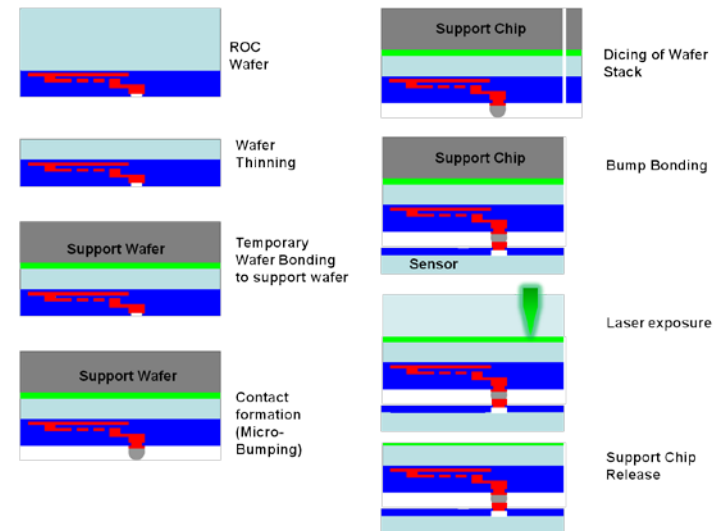 ROC
Wafer
Wafer
Thinning
Support Wafer
Temporary
Wafer Bonding
to support wafer
Support Wafer
Contact
formation
(Micro-
Bumping)
Support Chip
Dicing of Wafer
Stack
Support Chip
Bump Bonding
Sensor
Laser exposure
Support Chip
Release